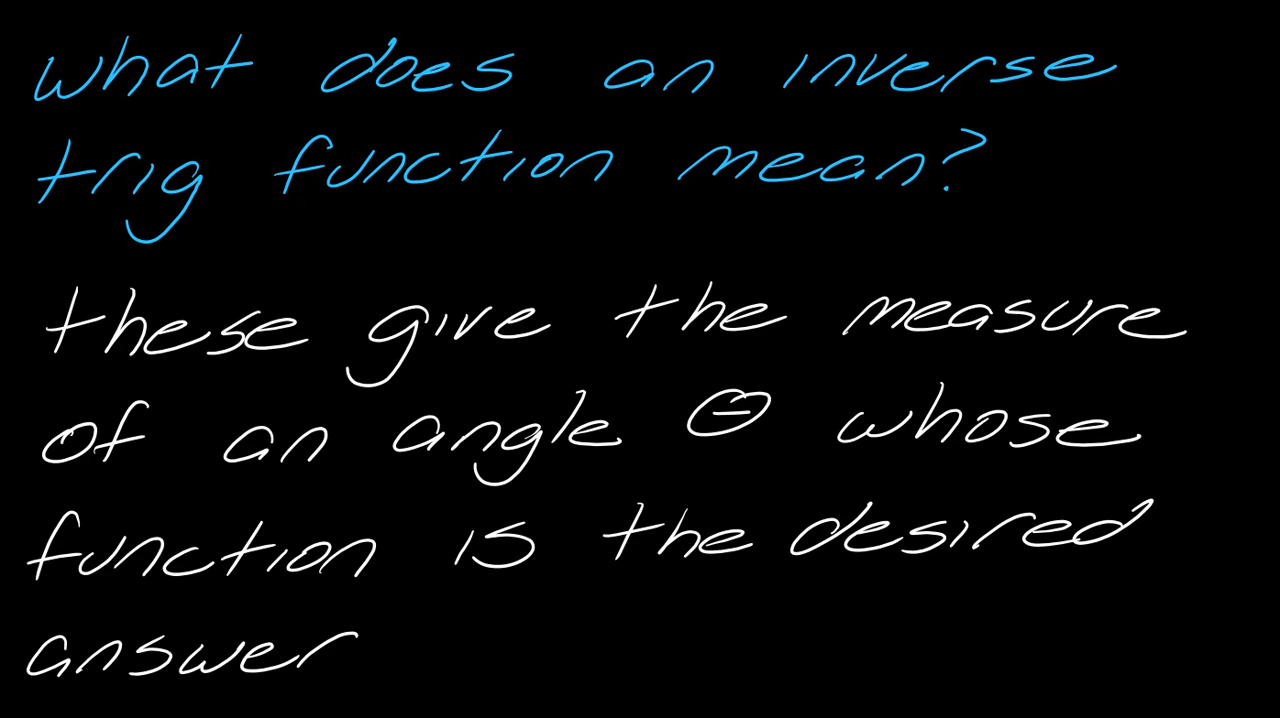 what does an inverse
trig function mean?
these give the measure
of an angle θ whose
function is the desired
answer